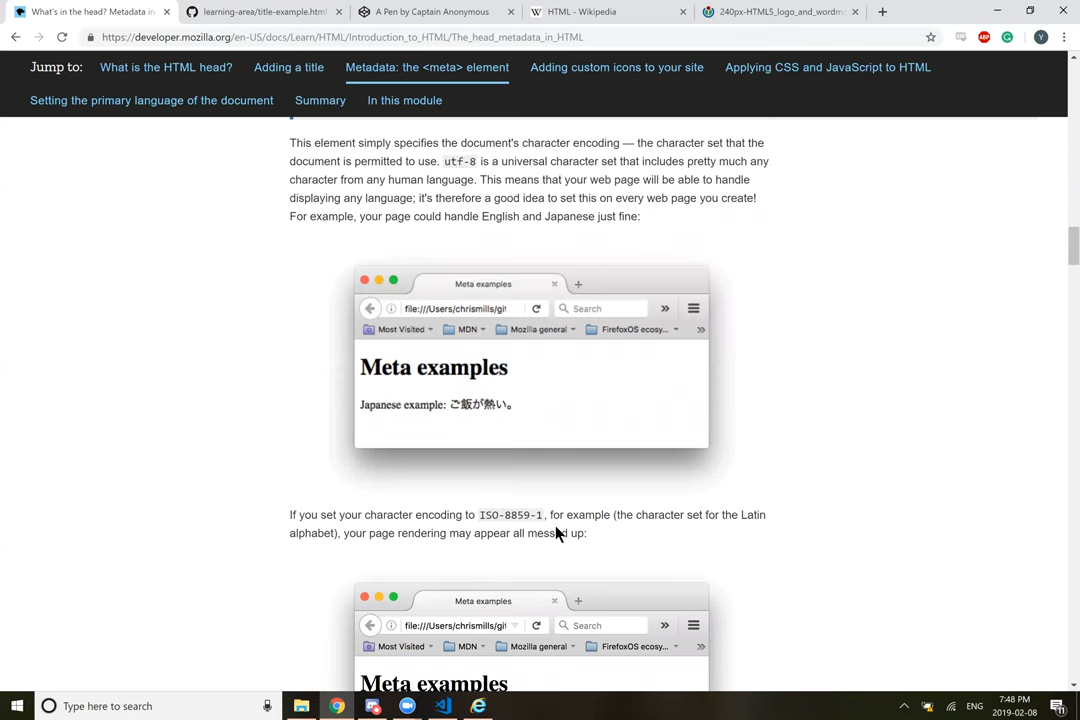 What's in the head? Metadata in
learning-area/title-example.html
A Pen by Captain Anonymous
HTML - Wikipedia
240px-HTML5_logo_and_wordm
https://developer.mozilla.org/en-US/docs/Learn/HTML/Introduction_to_HTML/The_head_metadata_in_HTML
ABP
G
Y
Jump to: What is the HTML head? Adding a title Metadata: the <meta> element Adding custom icons to your site Applying CSS and JavaScript to HTML
Setting the primary language of the document Summary In this module
This element simply specifies the document's character encoding — the character set that the
document is permitted to use. utf-8 is a universal character set that includes pretty much any
character from any human language. This means that your web page will be able to handle
displaying any language; it's therefore a good idea to set this on every web page you create!
For example, your page could handle English and Japanese just fine:
Meta examples
file:///Users/chrismills/git
Search
Most Visited MDN Mozilla general FirefoxOS ecosy...
Meta examples
Japanese example: ご飯が熱い。
If you set your character encoding to ISO-8859-1, for example (the character set for the Latin
alphabet), your page rendering may appear all messed up:
Meta examples
file:///Users/chrismills/git
Search
Most Visited MDN Mozilla general FirefoxOS ecosy...
Meta examples
Type here to search
ENG
7:48 PM
2019-02-08